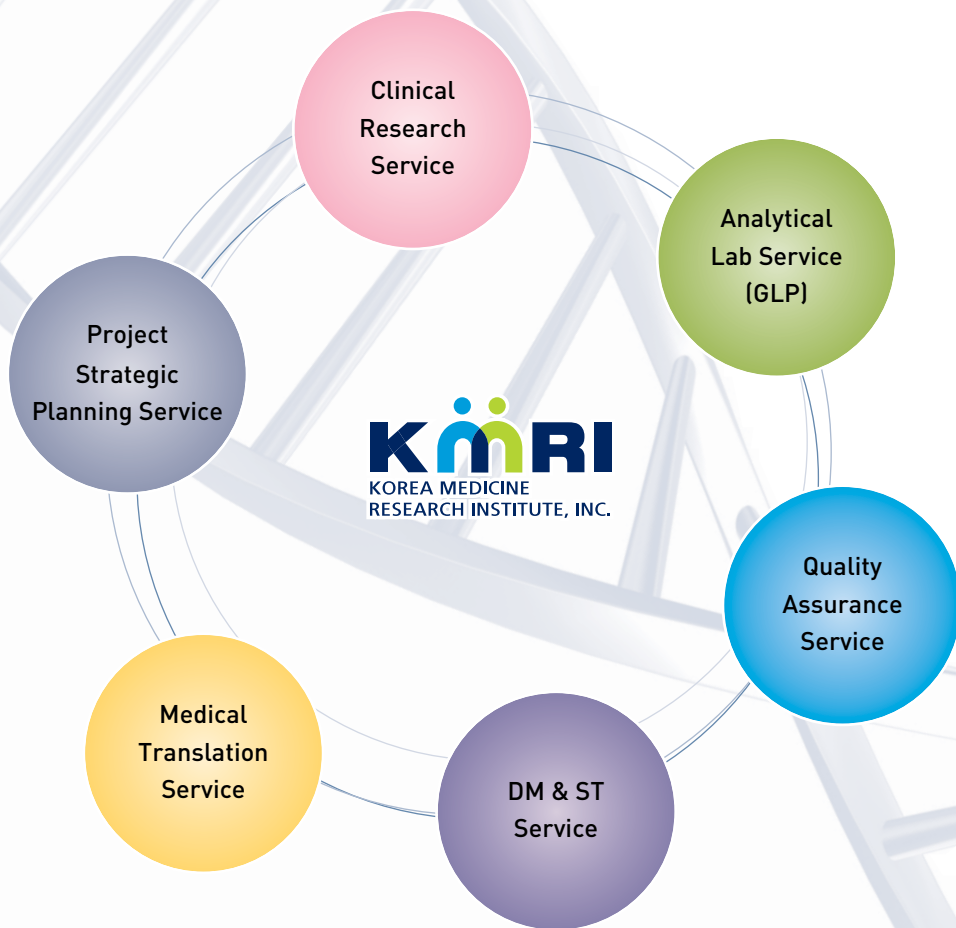 Clinical
Research
Service
Analytical
Lab Service
(GLP)
Project
Strategic
Planning Service
KMRI
KOREA MEDICINE
RESEARCH INSTITUTE, INC.
Quality
Assurance
Service
Medical
Translation
Service
DM & ST
Service